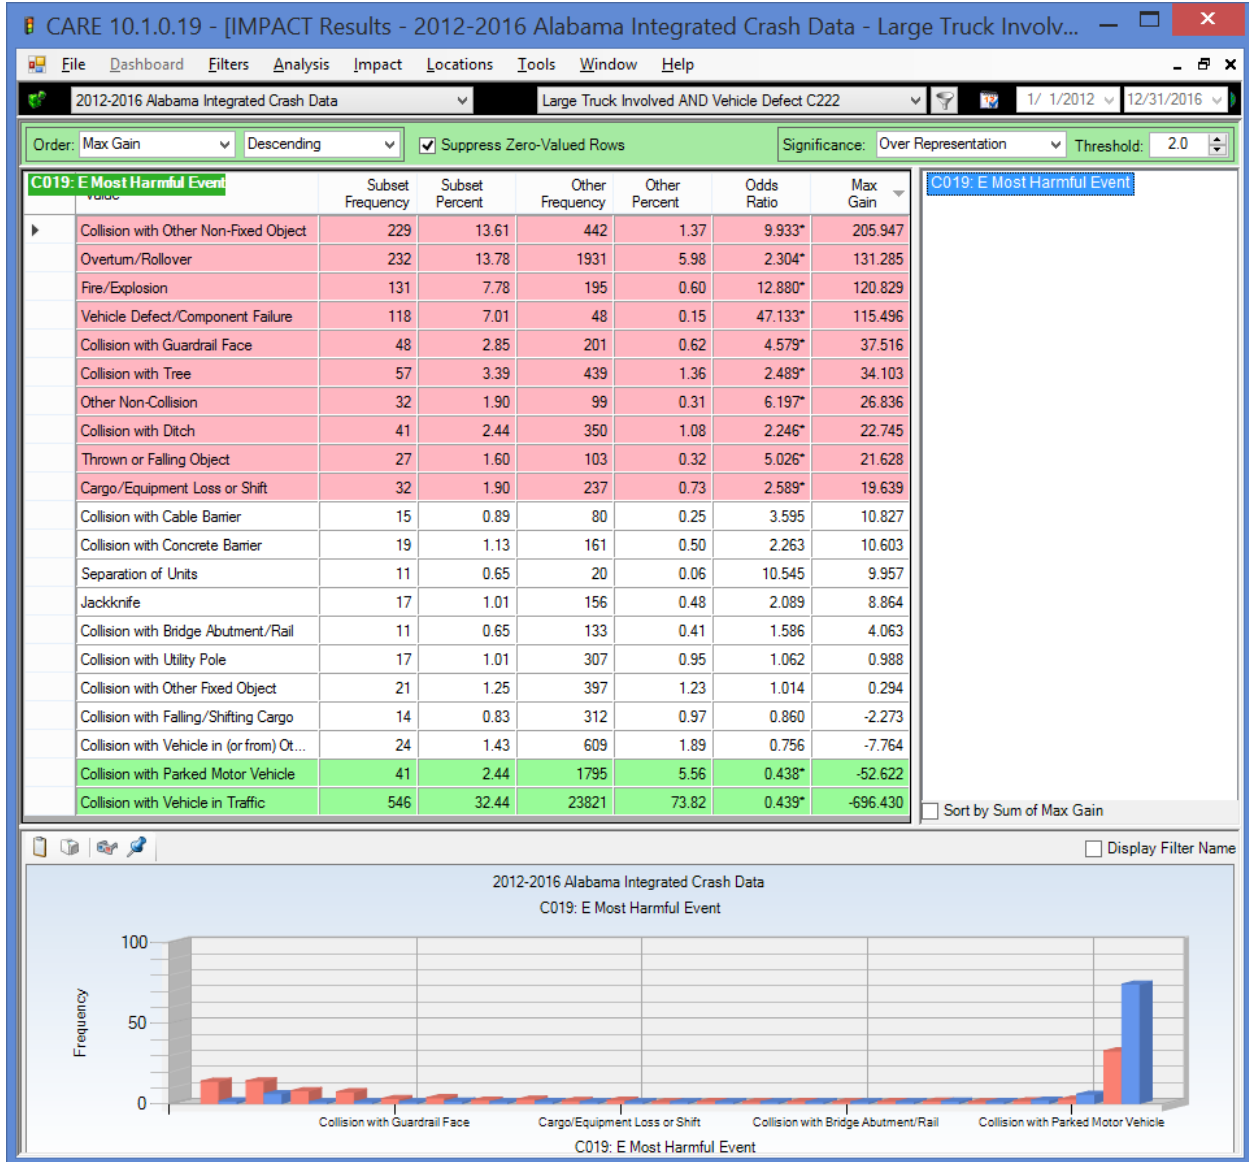 CARE 10.1.0.19 - [IMPACT Results - 2012-2016 Alabama Integrated Crash Data - Large Truck Involv...
File Dashboard Filters Analysis Impact Locations Tools Window Help
2012-2016 Alabama Integrated Crash Data Large Truck Involved AND Vehicle Defect C222 1/ 1/2012 12/31/2016
Order: Max Gain Descending Suppress Zero-Valued Rows Significance: Over Representation Threshold: 2.0
C019: E Most Harmful Event Subset Frequency Subset Percent Other Frequency Other Percent Odds Ratio Max Gain C019: E Most Harmful Event
Collision with Other Non-Fixed Object 229 13.61 442 1.37 9.933* 205.947
Overturn/Rollover 232 13.78 1931 5.98 2.304* 131.285
Fire/Explosion 131 7.78 195 0.60 12.880* 120.829
Vehicle Defect/Component Failure 118 7.01 48 0.15 47.133* 115.496
Collision with Guardrail Face 48 2.85 201 0.62 4.579* 37.516
Collision with Tree 57 3.39 439 1.36 2.489* 34.103
Other Non-Collision 32 1.90 99 0.31 6.197* 26.836
Collision with Ditch 41 2.44 350 1.08 2.246* 22.745
Thrown or Falling Object 27 1.60 103 0.32 5.026* 21.628
Cargo/Equipment Loss or Shift 32 1.90 237 0.73 2.589* 19.639
Collision with Cable Barrier 15 0.89 80 0.25 3.595 10.827
Collision with Concrete Barrier 19 1.13 161 0.50 2.263 10.603
Separation of Units 11 0.65 20 0.06 10.545 9.957
Jackknife 17 1.01 156 0.48 2.089 8.864
Collision with Bridge Abutment/Rail 11 0.65 133 0.41 1.586 4.063
Collision with Utility Pole 17 1.01 307 0.95 1.062 0.988
Collision with Other Fixed Object 21 1.25 397 1.23 1.014 0.294
Collision with Falling/Shifting Cargo 14 0.83 312 0.97 0.860 -2.273
Collision with Vehicle in (or from) Ot... 24 1.43 609 1.89 0.756 -7.764
Collision with Parked Motor Vehicle 41 2.44 1795 5.56 0.438* -52.622
Collision with Vehicle in Traffic 546 32.44 23821 73.82 0.439* -696.430
Sort by Sum of Max Gain
Display Filter Name
2012-2016 Alabama Integrated Crash Data
C019: E Most Harmful Event
100
50
0
Frequency
Collision with Guardrail Face Cargo/Equipment Loss or Shift Collision with Bridge Abutment/Rail Collision with Parked Motor Vehicle
C019: E Most Harmful Event